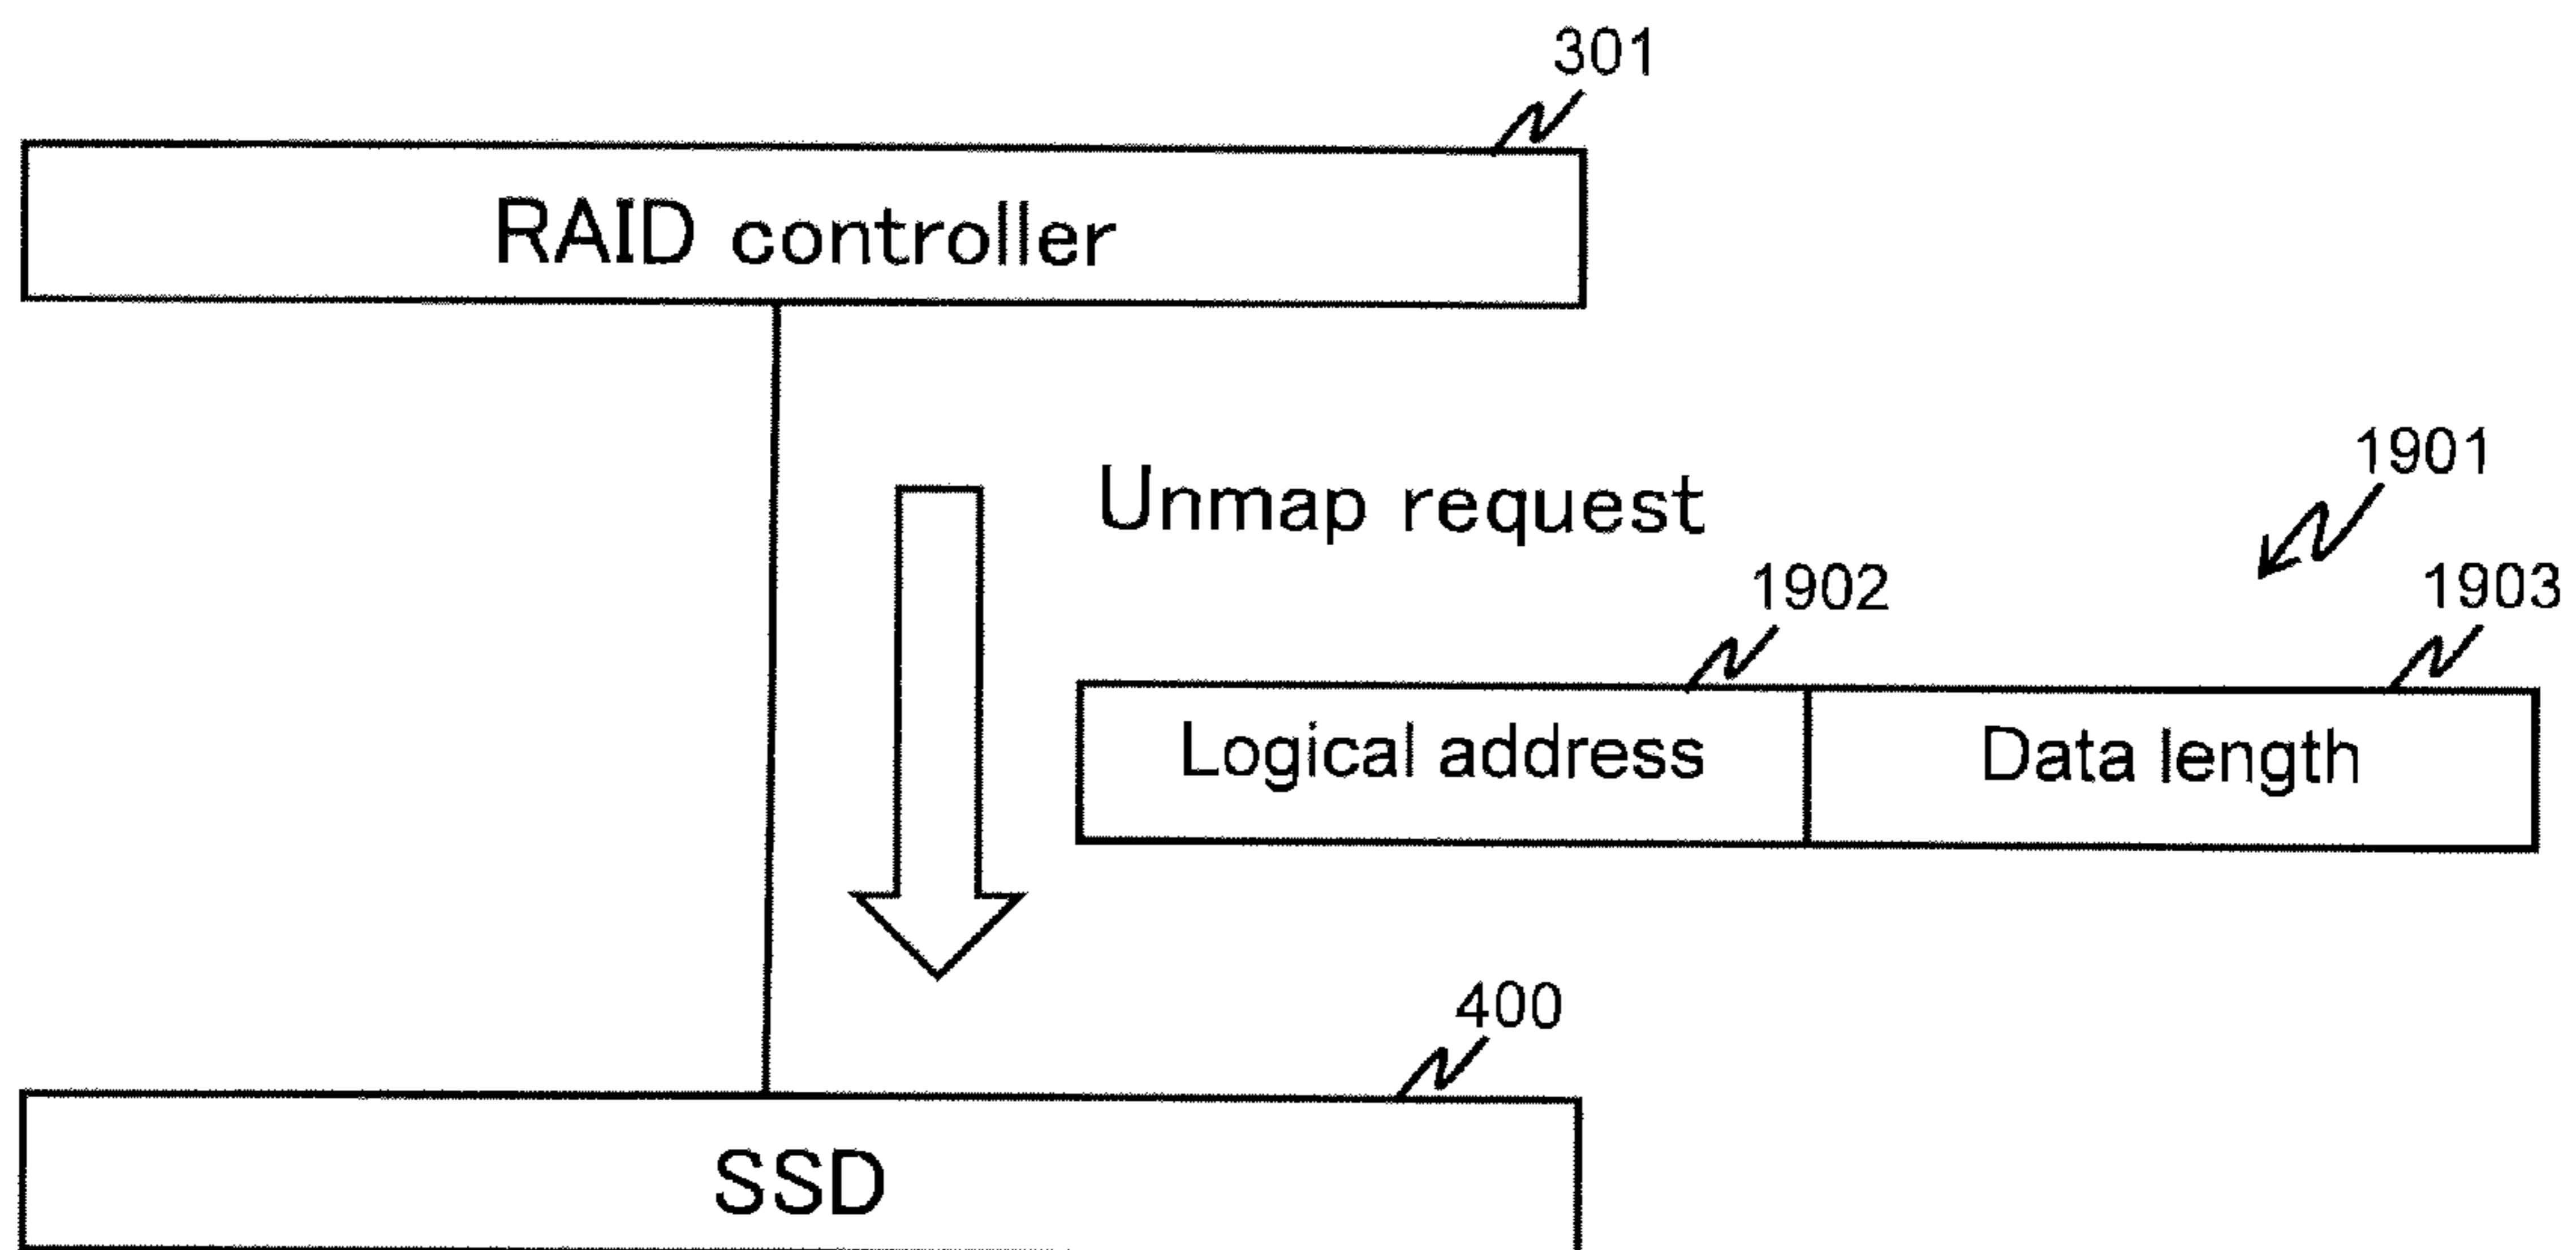 301
RAID controller
Unmap request
1901
1902
1903
Logical address
Data length
400
SSD